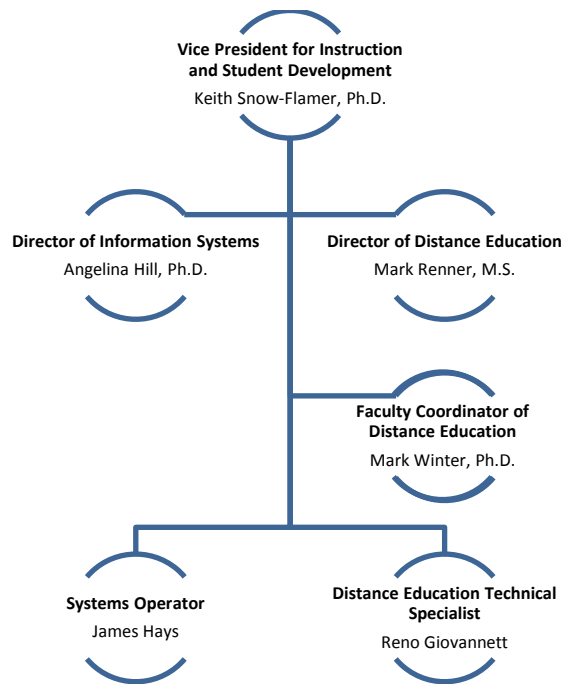 Vice President for Instruction
and Student Development
Keith Snow-Flamer, Ph.D.
Director of Information Systems
Angelina Hill, Ph.D.
Director of Distance Education
Mark Renner, M.S.
Faculty Coordinator of
Distance Education
Mark Winter, Ph.D.
Systems Operator
James Hays
Distance Education Technical
Specialist
Reno Giovannett